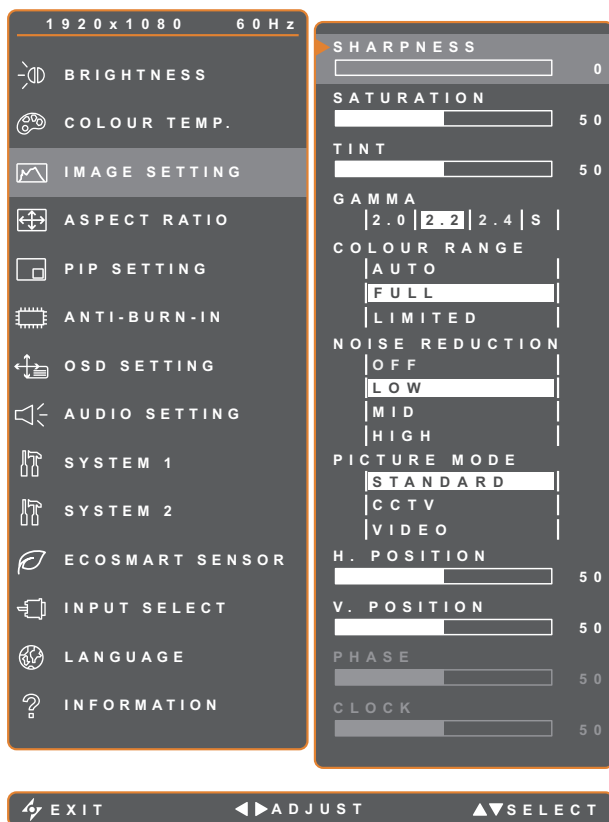 1920x1080 60Hz
BRIGHTNESS
COLOUR TEMP.
IMAGE SETTING
ASPECT RATIO
PIP SETTING
ANTI-BURN-IN
OSD SETTING
AUDIO SETTING
SYSTEM 1
SYSTEM 2
ECOSMART SENSOR
INPUT SELECT
LANGUAGE
INFORMATION
SHARPNESS
0
SATURATION
50
TINT
50
GAMMA
2.0 2.2 2.4 S
COLOUR RANGE
AUTO
FULL
LIMITED
NOISE REDUCTION
OFF
LOW
MID
HIGH
PICTURE MODE
STANDARD
CCTV
VIDEO
H. POSITION
50
V. POSITION
50
PHASE
50
CLOCK
50
EXIT ADJUST SELECT